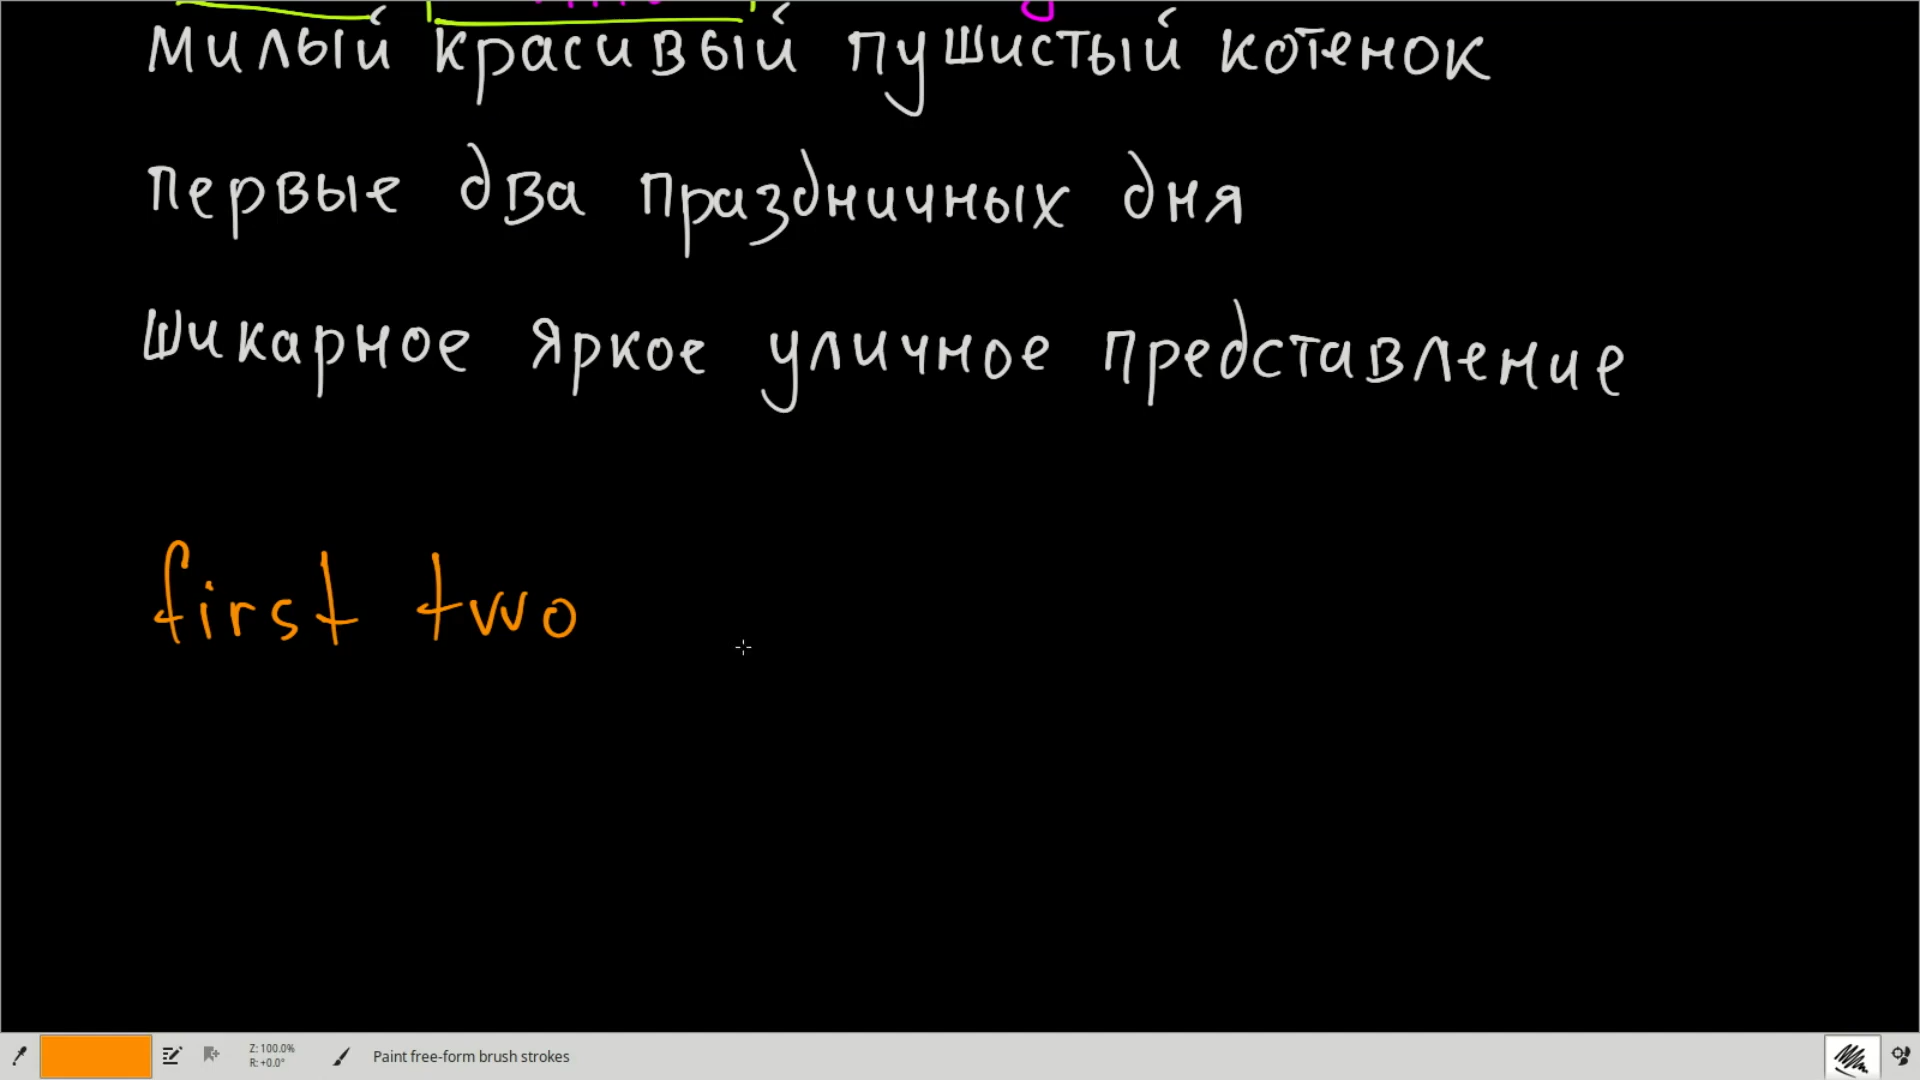 милый красивый пушистый котенок
первые два праздничных дня
шикарное яркое уличное представление
first two
Z: 100.0%
R: +0.0°
Paint free-form brush strokes